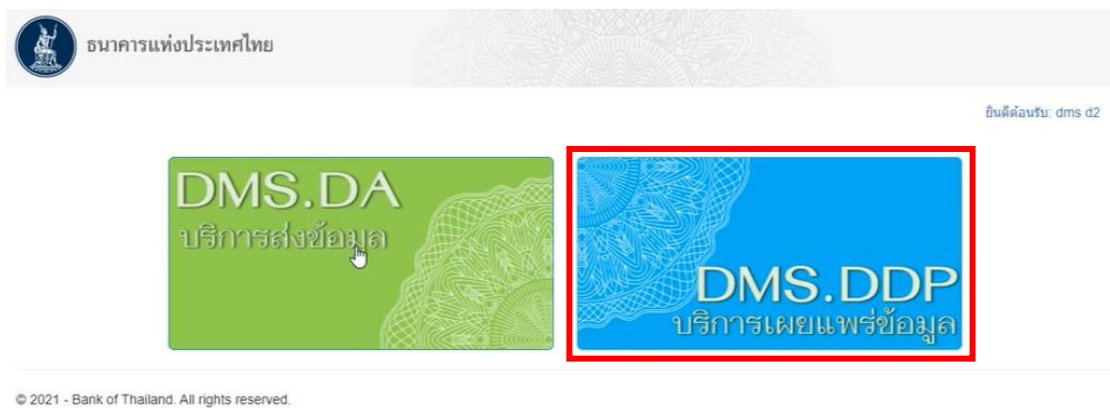 ธนาคารแห่งประเทศไทย
ยินดีต้อนรับ: dms d2
DMS.DA
บริการส่งข้อมูล
DMS.DDP
บริการเผยแพร่ข้อมูล
© 2021 - Bank of Thailand. All rights reserved.